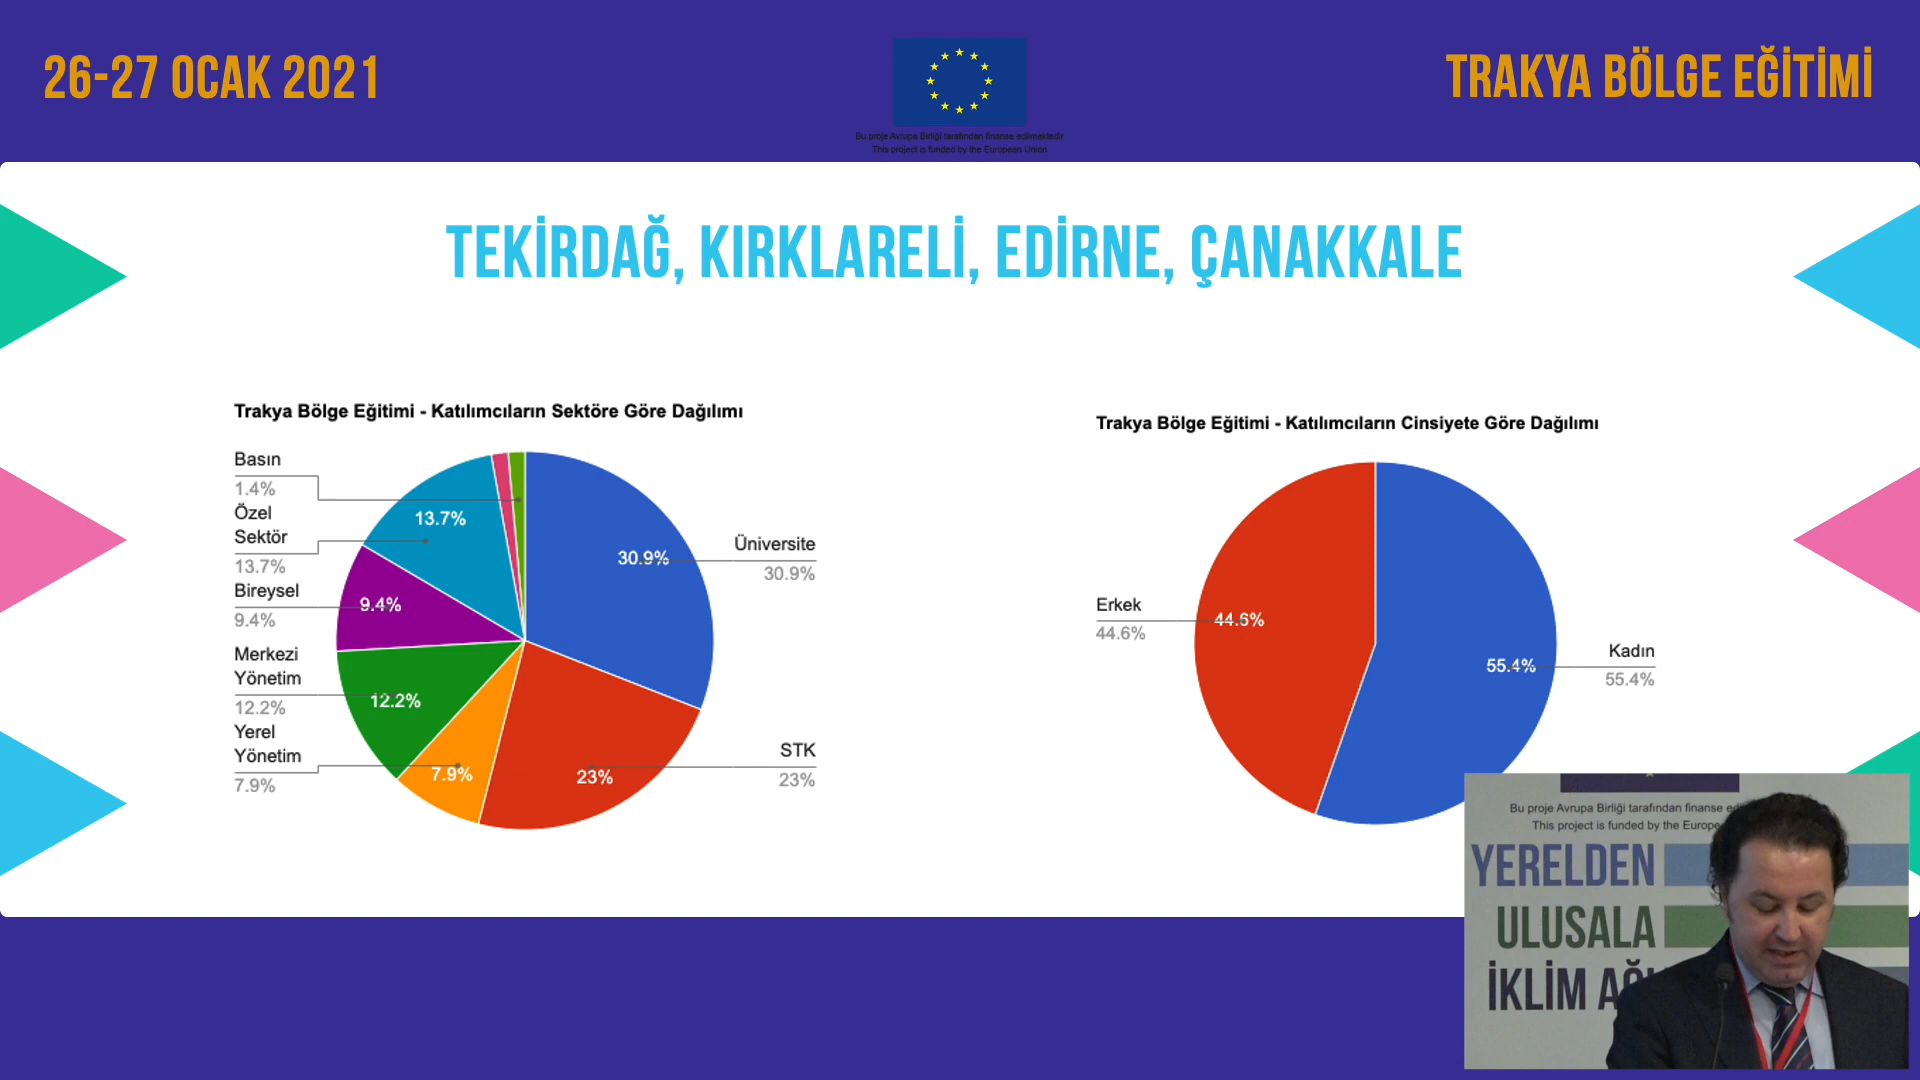 26-27 OCAK 2021
Bu proje Avrupa Birliği tarafından finanse edilmektedir
This project is funded by the European Union
TRAKYA BÖLGE EĞİTİMİ
TEKİRDAĞ, KIRKLARELİ, EDİRNE, ÇANAKKALE
Trakya Bölge Eğitimi - Katılımcıların Sektöre Göre Dağılımı
Basın
1.4%
Özel
Sektör
13.7%
Bireysel
9.4%
Merkezi
Yönetim
12.2%
Yerel
Yönetim
7.9%
13.7%
9.4%
12.2%
7.9%
23%
30.9%
Üniversite
30.9%
STK
23%
Trakya Bölge Eğitimi - Katılımcıların Cinsiyete Göre Dağılımı
Erkek
44.6%
44.6%
55.4%
Kadın
55.4%
Bu proje Avrupa Birliği tarafından finanse
This project is funded by the
YERELDEN
ULUSALA
İKLİM